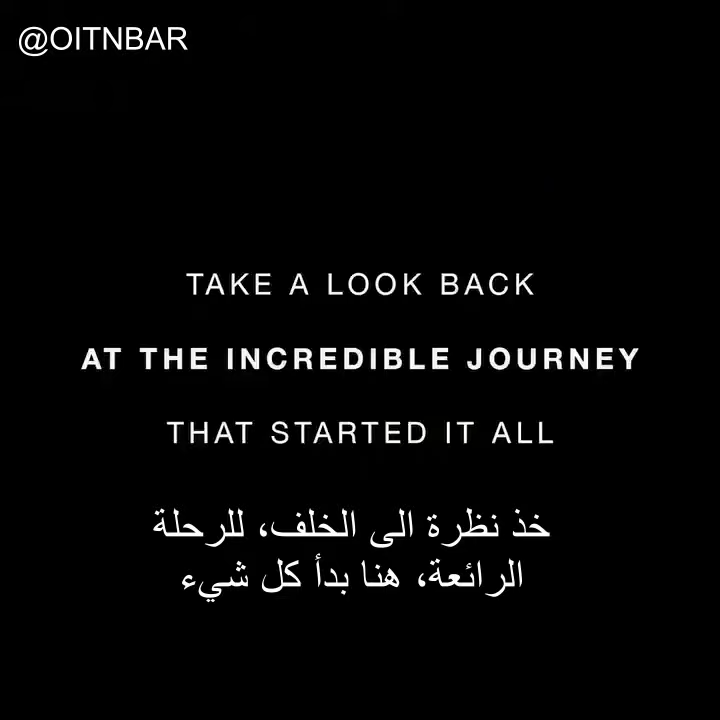 @OITNBAR
TAKE A LOOK BACK
AT THE INCREDIBLE JOURNEY
THAT STARTED IT ALL
خذ نظرة الى الخلف، للرحلة
الرائعة، هنا بدأ كل شيء